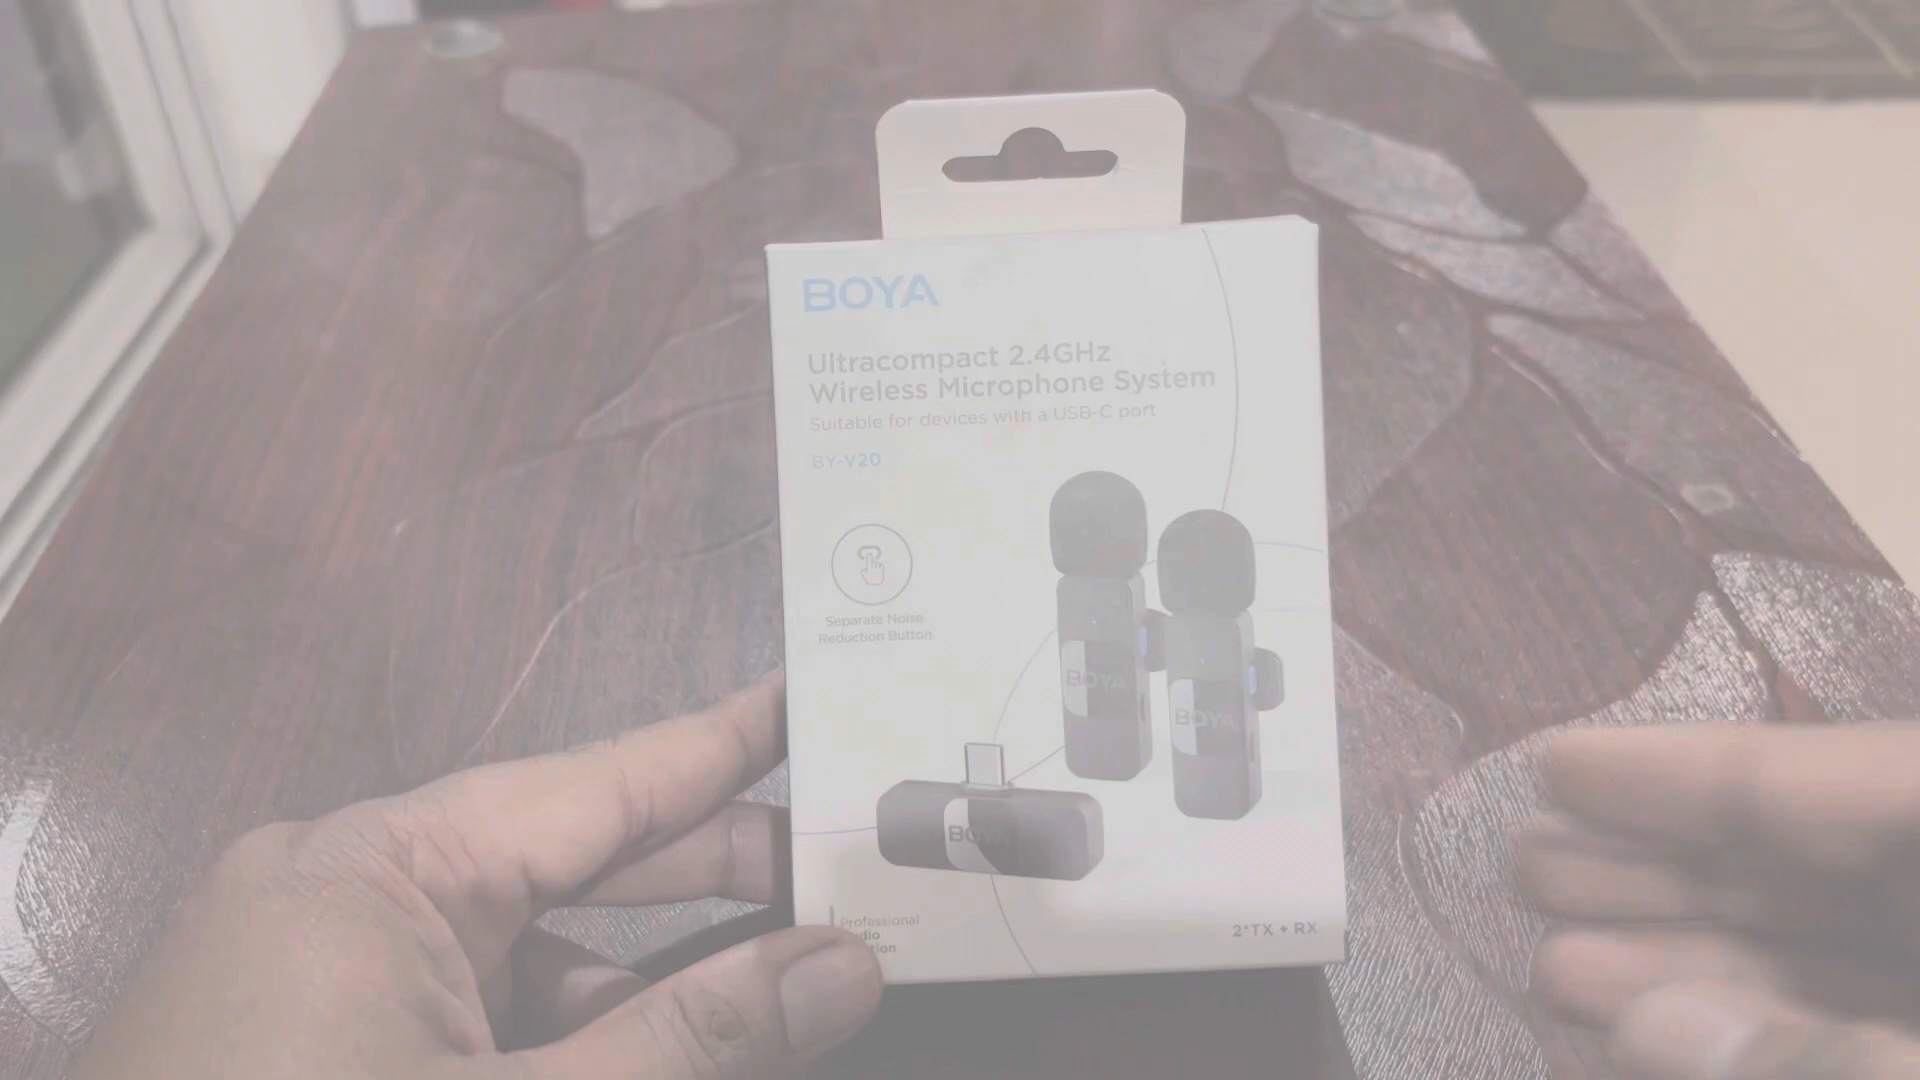 BOYA
Ultracompact 2.4GHz
Wireless Microphone System
Suitable for devices with a USB-C port
BY-V20
Separate Noise
Reduction Button
BOYA
BOYA
BOYA
Professional
2*TX + RX